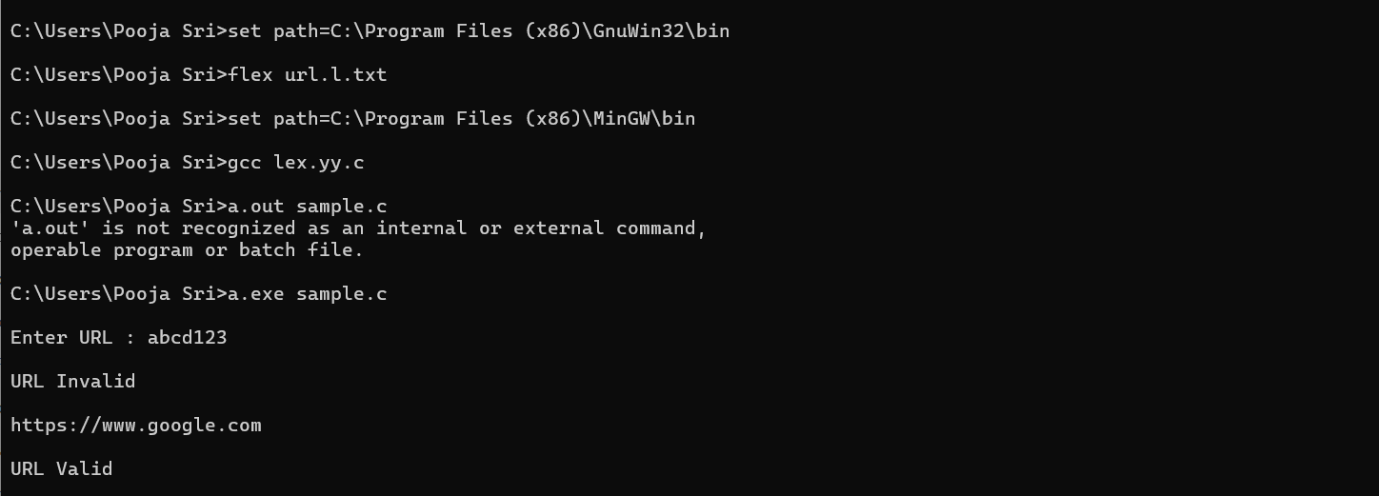 C:\Users\Pooja Sri>set path=C:\Program Files (x86)\GnuWin32\bin
C:\Users\Pooja Sri>flex url.l.txt
C:\Users\Pooja Sri>set path=C:\Program Files (x86)\MinGW\bin
C:\Users\Pooja Sri>gcc lex.yy.c
C:\Users\Pooja Sri>a.out sample.c
'a.out' is not recognized as an internal or external command,
operable program or batch file.
C:\Users\Pooja Sri>a.exe sample.c
Enter URL : abcd123
URL Invalid
https://www.google.com
URL Valid